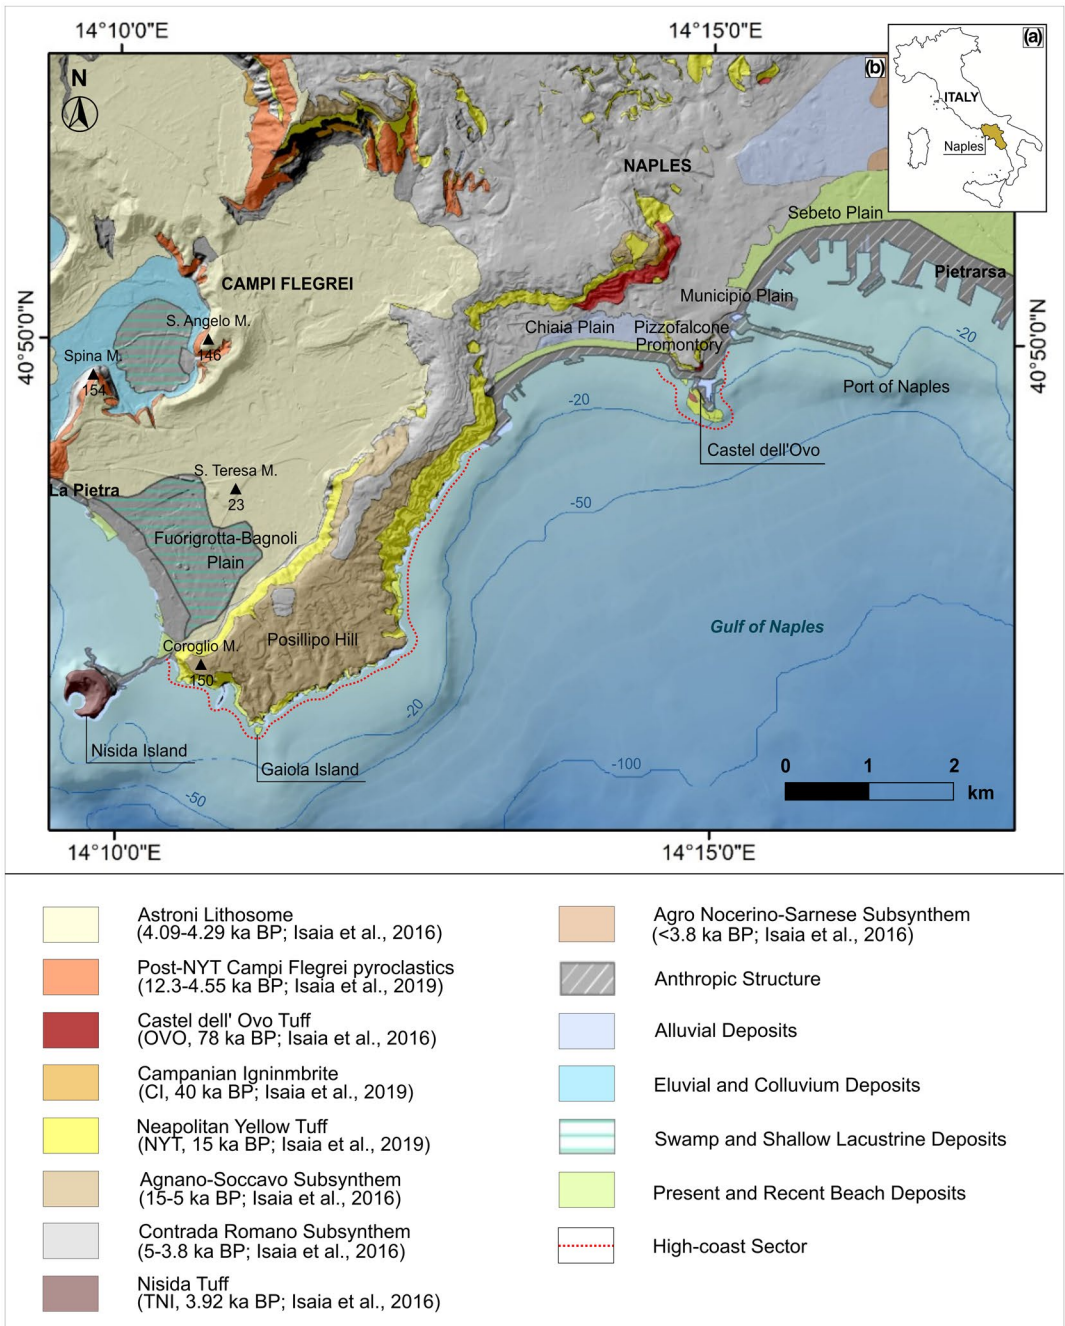 14°10'0"E
14°15'0"E
(a)
(b)
N
ITALY
Naples
NAPLES
Sebeto Plain
CAMPI FLEGREI
Pietrarsa
Municipio Plain
S. Angelo M.
146
Chiaia Plain
Pizzofalcone
Promontory
-20
40°50'0"N
40°50'0"N
Spina M.
154
Port of Naples
-20
Castel dell'Ovo
S. Teresa M.
23
La Pietra
-50
Fuorigrotta-Bagnoli
Plain
Gulf of Naples
Posillipo Hill
Coroglio M.
150
-20
Nisida Island
Gaiola Island
-100
-50
0 1 2
km
14°10'0"E
14°15'0"E
Astroni Lithosome
(4.09-4.29 ka BP; Isaia et al., 2016)
Post-NYT Campi Flegrei pyroclastics
(12.3-4.55 ka BP; Isaia et al., 2019)
Castel dell' Ovo Tuff
(OVO, 78 ka BP; Isaia et al., 2016)
Campanian Igninmbrite
(CI, 40 ka BP; Isaia et al., 2019)
Neapolitan Yellow Tuff
(NYT, 15 ka BP; Isaia et al., 2019)
Agnano-Soccavo Subsynthem
(15-5 ka BP; Isaia et al., 2016)
Contrada Romano Subsynthem
(5-3.8 ka BP; Isaia et al., 2016)
Nisida Tuff
(TNI, 3.92 ka BP; Isaia et al., 2016)
Agro Nocerino-Sarnese Subsynthem
(<3.8 ka BP; Isaia et al., 2016)
Anthropic Structure
Alluvial Deposits
Eluvial and Colluvium Deposits
Swamp and Shallow Lacustrine Deposits
Present and Recent Beach Deposits
High-coast Sector